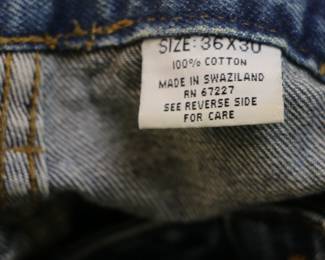 SIZE: 36X30
100% COTTON
MADE IN SWAZILAND
RN 67227
SEE REVERSE SIDE
FOR CARE